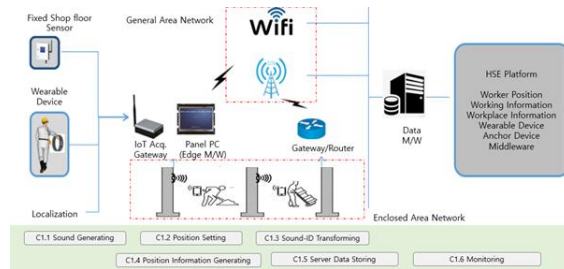 Fixed Shop floor
Sensor
General Area Network
Wifi
Wearable
Device
IoT Acq.
Gateway
Panel PC
(Edge M/W)
Gateway/Router
Data
M/W
HSE Platform
Worker Position
Working Information
Workplace Information
Wearable Device
Anchor Device
Middleware
Localization
Enclosed Area Network
C1.1 Sound Generating
C1.2 Position Setting
C1.3 Sound-ID Transforming
C1.4 Position Information Generating
C1.5 Server Data Storing
C1.6 Monitoring